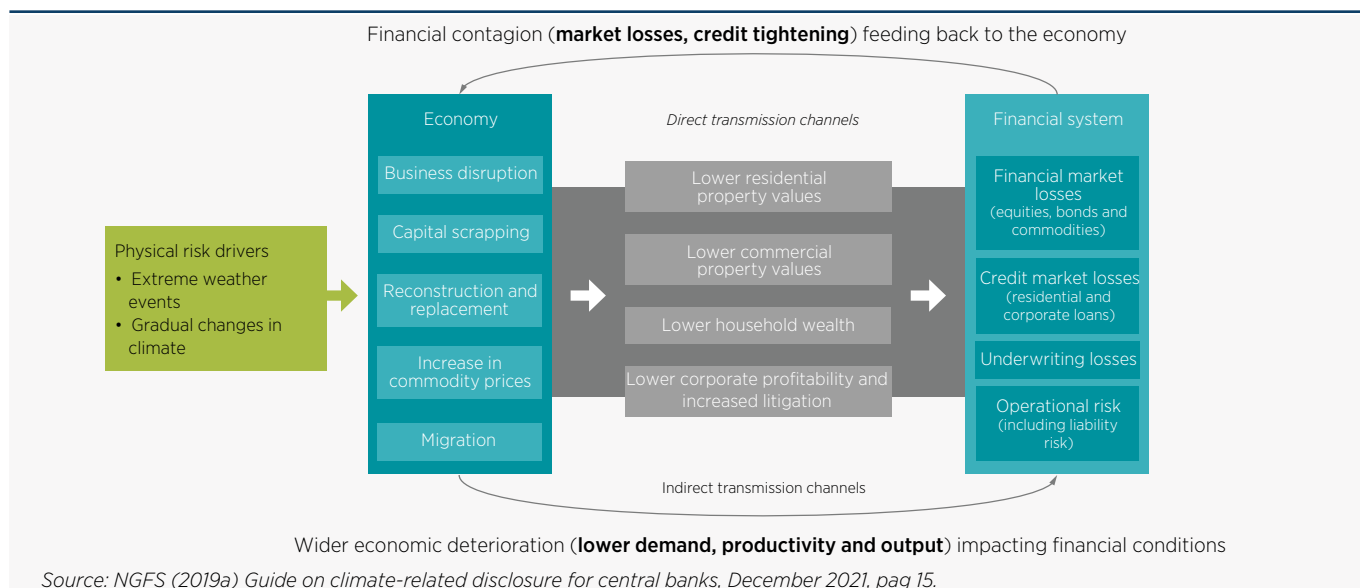 Financial contagion (market losses, credit tightening) feeding back to the economy
Economy
Direct transmission channels
Financial system
Physical risk drivers
• Extreme weather
events
• Gradual changes in
climate
Business disruption
Capital scrapping
Reconstruction and
replacement
Increase in
commodity prices
Migration
Lower residential
property values
Lower commercial
property values
Lower household wealth
Lower corporate profitability and
increased litigation
Financial market
losses
(equities, bonds and
commodities)
Credit market losses
(residential and
corporate loans)
Underwriting losses
Operational risk
(including liability
risk)
Indirect transmission channels
Wider economic deterioration (lower demand, productivity and output) impacting financial conditions
Source: NGFS (2019a) Guide on climate-related disclosure for central banks, December 2021, pag 15.